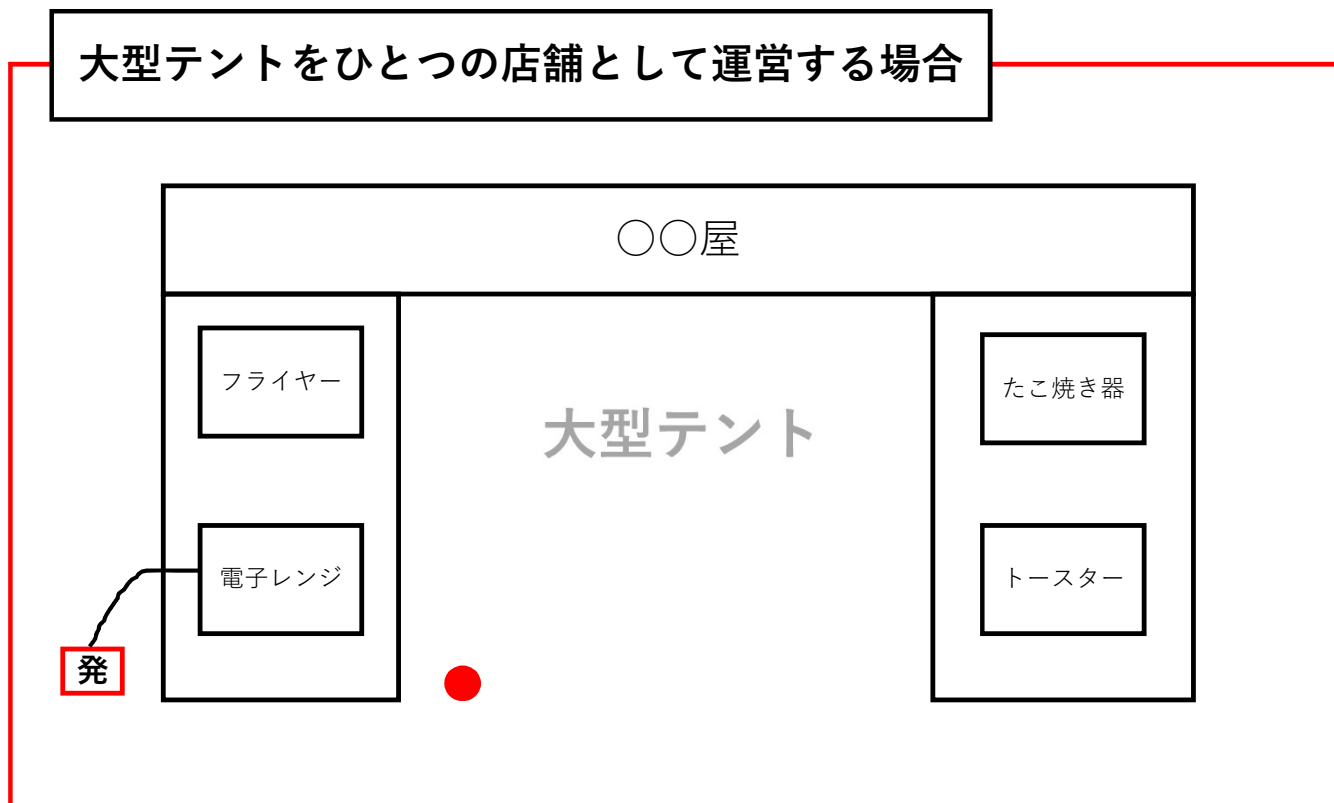 大型テントをひとつの店舗として運営する場合
○○屋
フライヤー
たこ焼き器
大型テント
電子レンジ
トースター
発